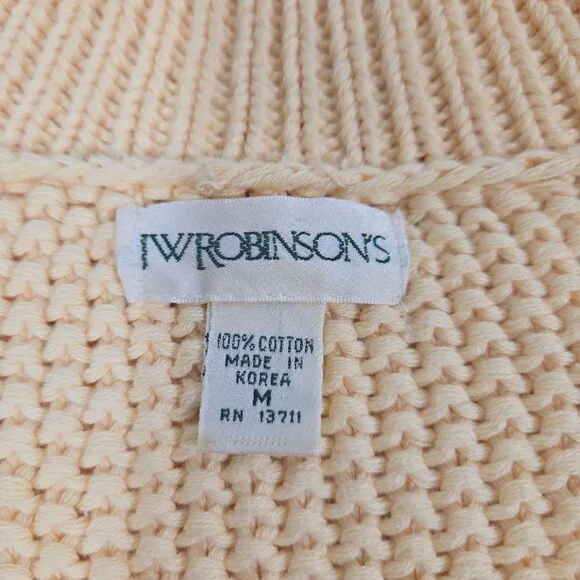 JWROBINSON'S
100% COTTON
MADE IN
KOREA
M
RN 13711